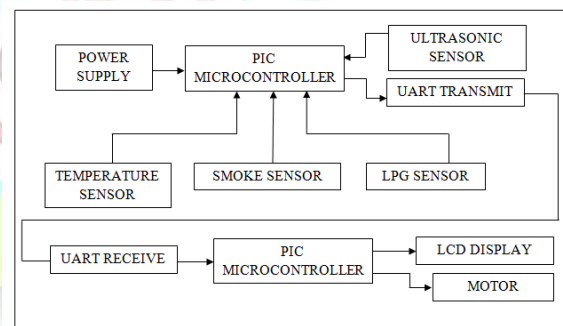 POWER
SUPPLY
PIC
MICROCONTROLLER
ULTRASONIC
SENSOR
UART TRANSMIT
TEMPERATURE
SENSOR
SMOKE SENSOR
LPG SENSOR
UART RECEIVE
PIC
MICROCONTROLLER
LCD DISPLAY
MOTOR